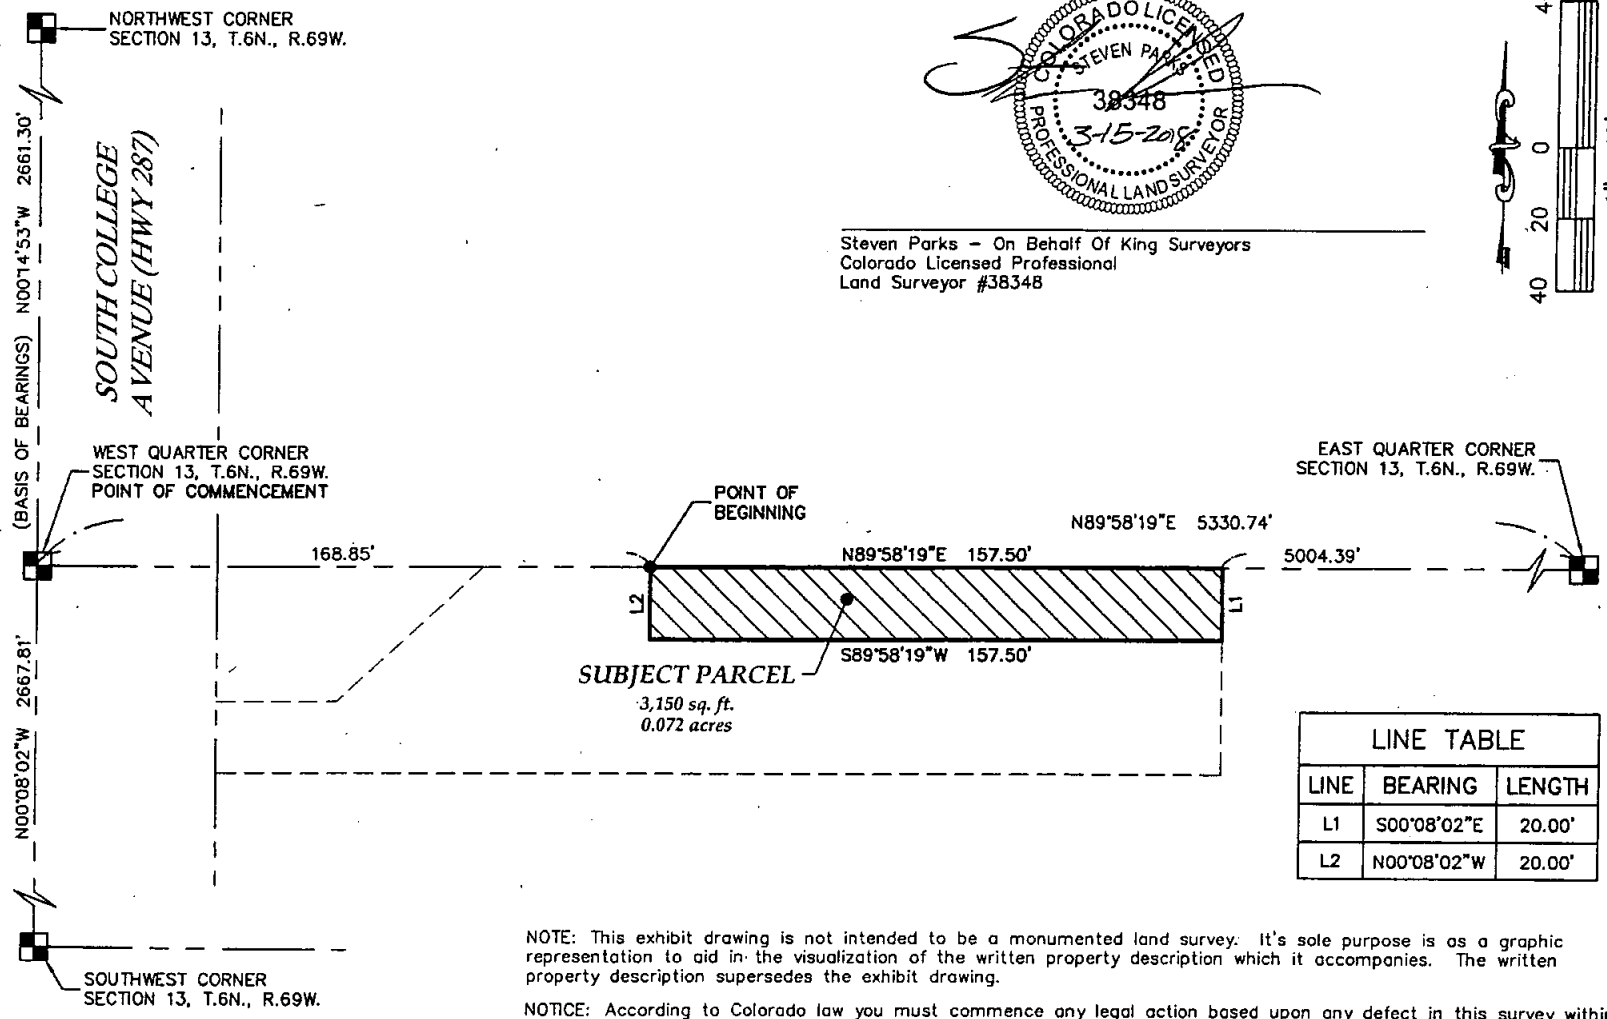 NORTHWEST CORNER
SECTION 13, T.6N., R.69W.
COLORADO LICENSED
STEVEN PARKS
38348
3-15-2018
PROFESSIONAL LAND SURVEYOR
Steven Parks - On Behalf Of King Surveyors
Colorado Licensed Professional
Land Surveyor #38348
4
0
20
40
N00°14'53"W 2661.30'
(BASIS OF BEARINGS)
SOUTH COLLEGE
AVENUE (HWY 287)
WEST QUARTER CORNER
SECTION 13, T.6N., R.69W.
POINT OF COMMENCEMENT
EAST QUARTER CORNER
SECTION 13, T.6N., R.69W.
POINT OF
BEGINNING
N89°58'19"E 5330.74'
168.85'
N89°58'19"E 157.50'
5004.39'
L2
L1
S89°58'19"W 157.50'
SUBJECT PARCEL
3,150 sq. ft.
0.072 acres
N00°08'02"W 2667.81'
LINE TABLE
LINE BEARING LENGTH
L1 S00°08'02"E 20.00'
L2 N00°08'02"W 20.00'
SOUTHWEST CORNER
SECTION 13, T.6N., R.69W.
NOTE: This exhibit drawing is not intended to be a monumented land survey. It's sole purpose is as a graphic
representation to aid in the visualization of the written property description which it accompanies. The written
property description supersedes the exhibit drawing.
NOTICE: According to Colorado law you must commence any legal action based upon any defect in this survey within